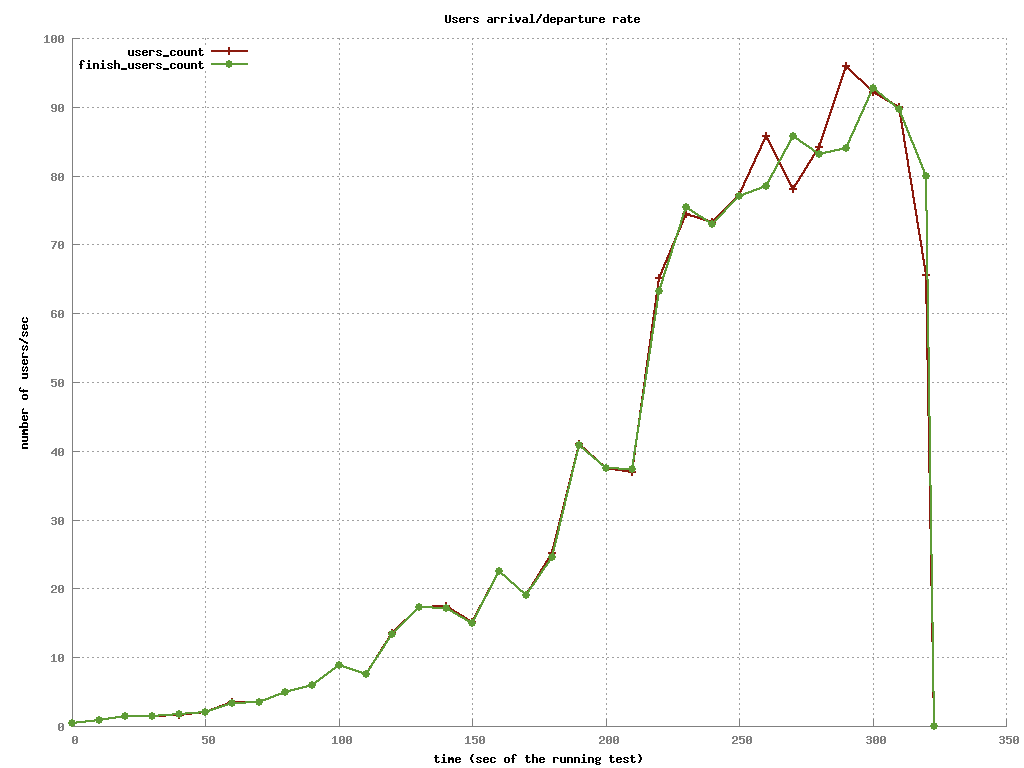 Users arrival/departure rate
users_count
finish_users_count
100
90
80
70
60
50
40
30
20
10
0
number of users/sec
0 50 100 150 200 250 300 350
time (sec of the running test)